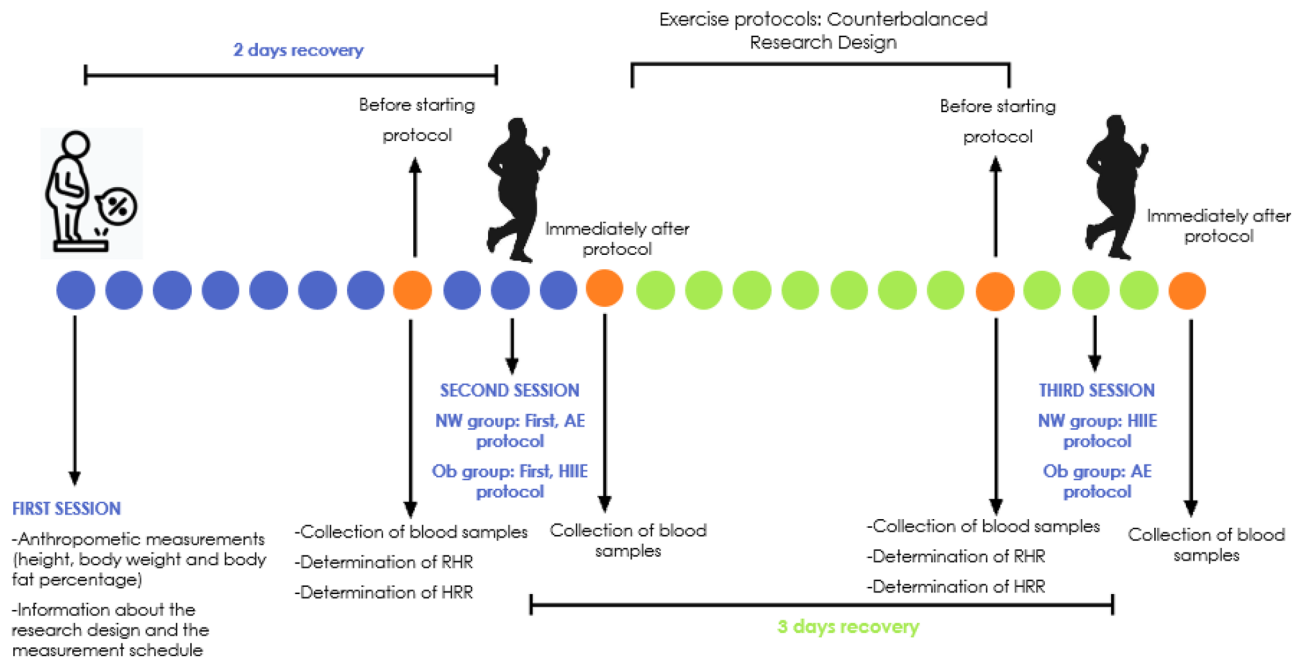 2 days recovery
Exercise protocols: Counterbalanced
Research Design
Before starting
protocol
Before starting
protocol
%
Immediately after
protocol
Immediately after
protocol
SECOND SESSION
NW group: First, AE
protocol
Ob group: First, HIIE
protocol
THIRD SESSION
NW group: HIIE
protocol
Ob group: AE
protocol
FIRST SESSION
-Anthropometic measurements
(height, body weight and body
fat percentage)
-Information about the
research design and the
measurement schedule
-Collection of blood samples
-Determination of RHR
-Determination of HRR
Collection of blood
samples
-Collection of blood samples
-Determination of RHR
-Determination of HRR
Collection of blood
samples
3 days recovery